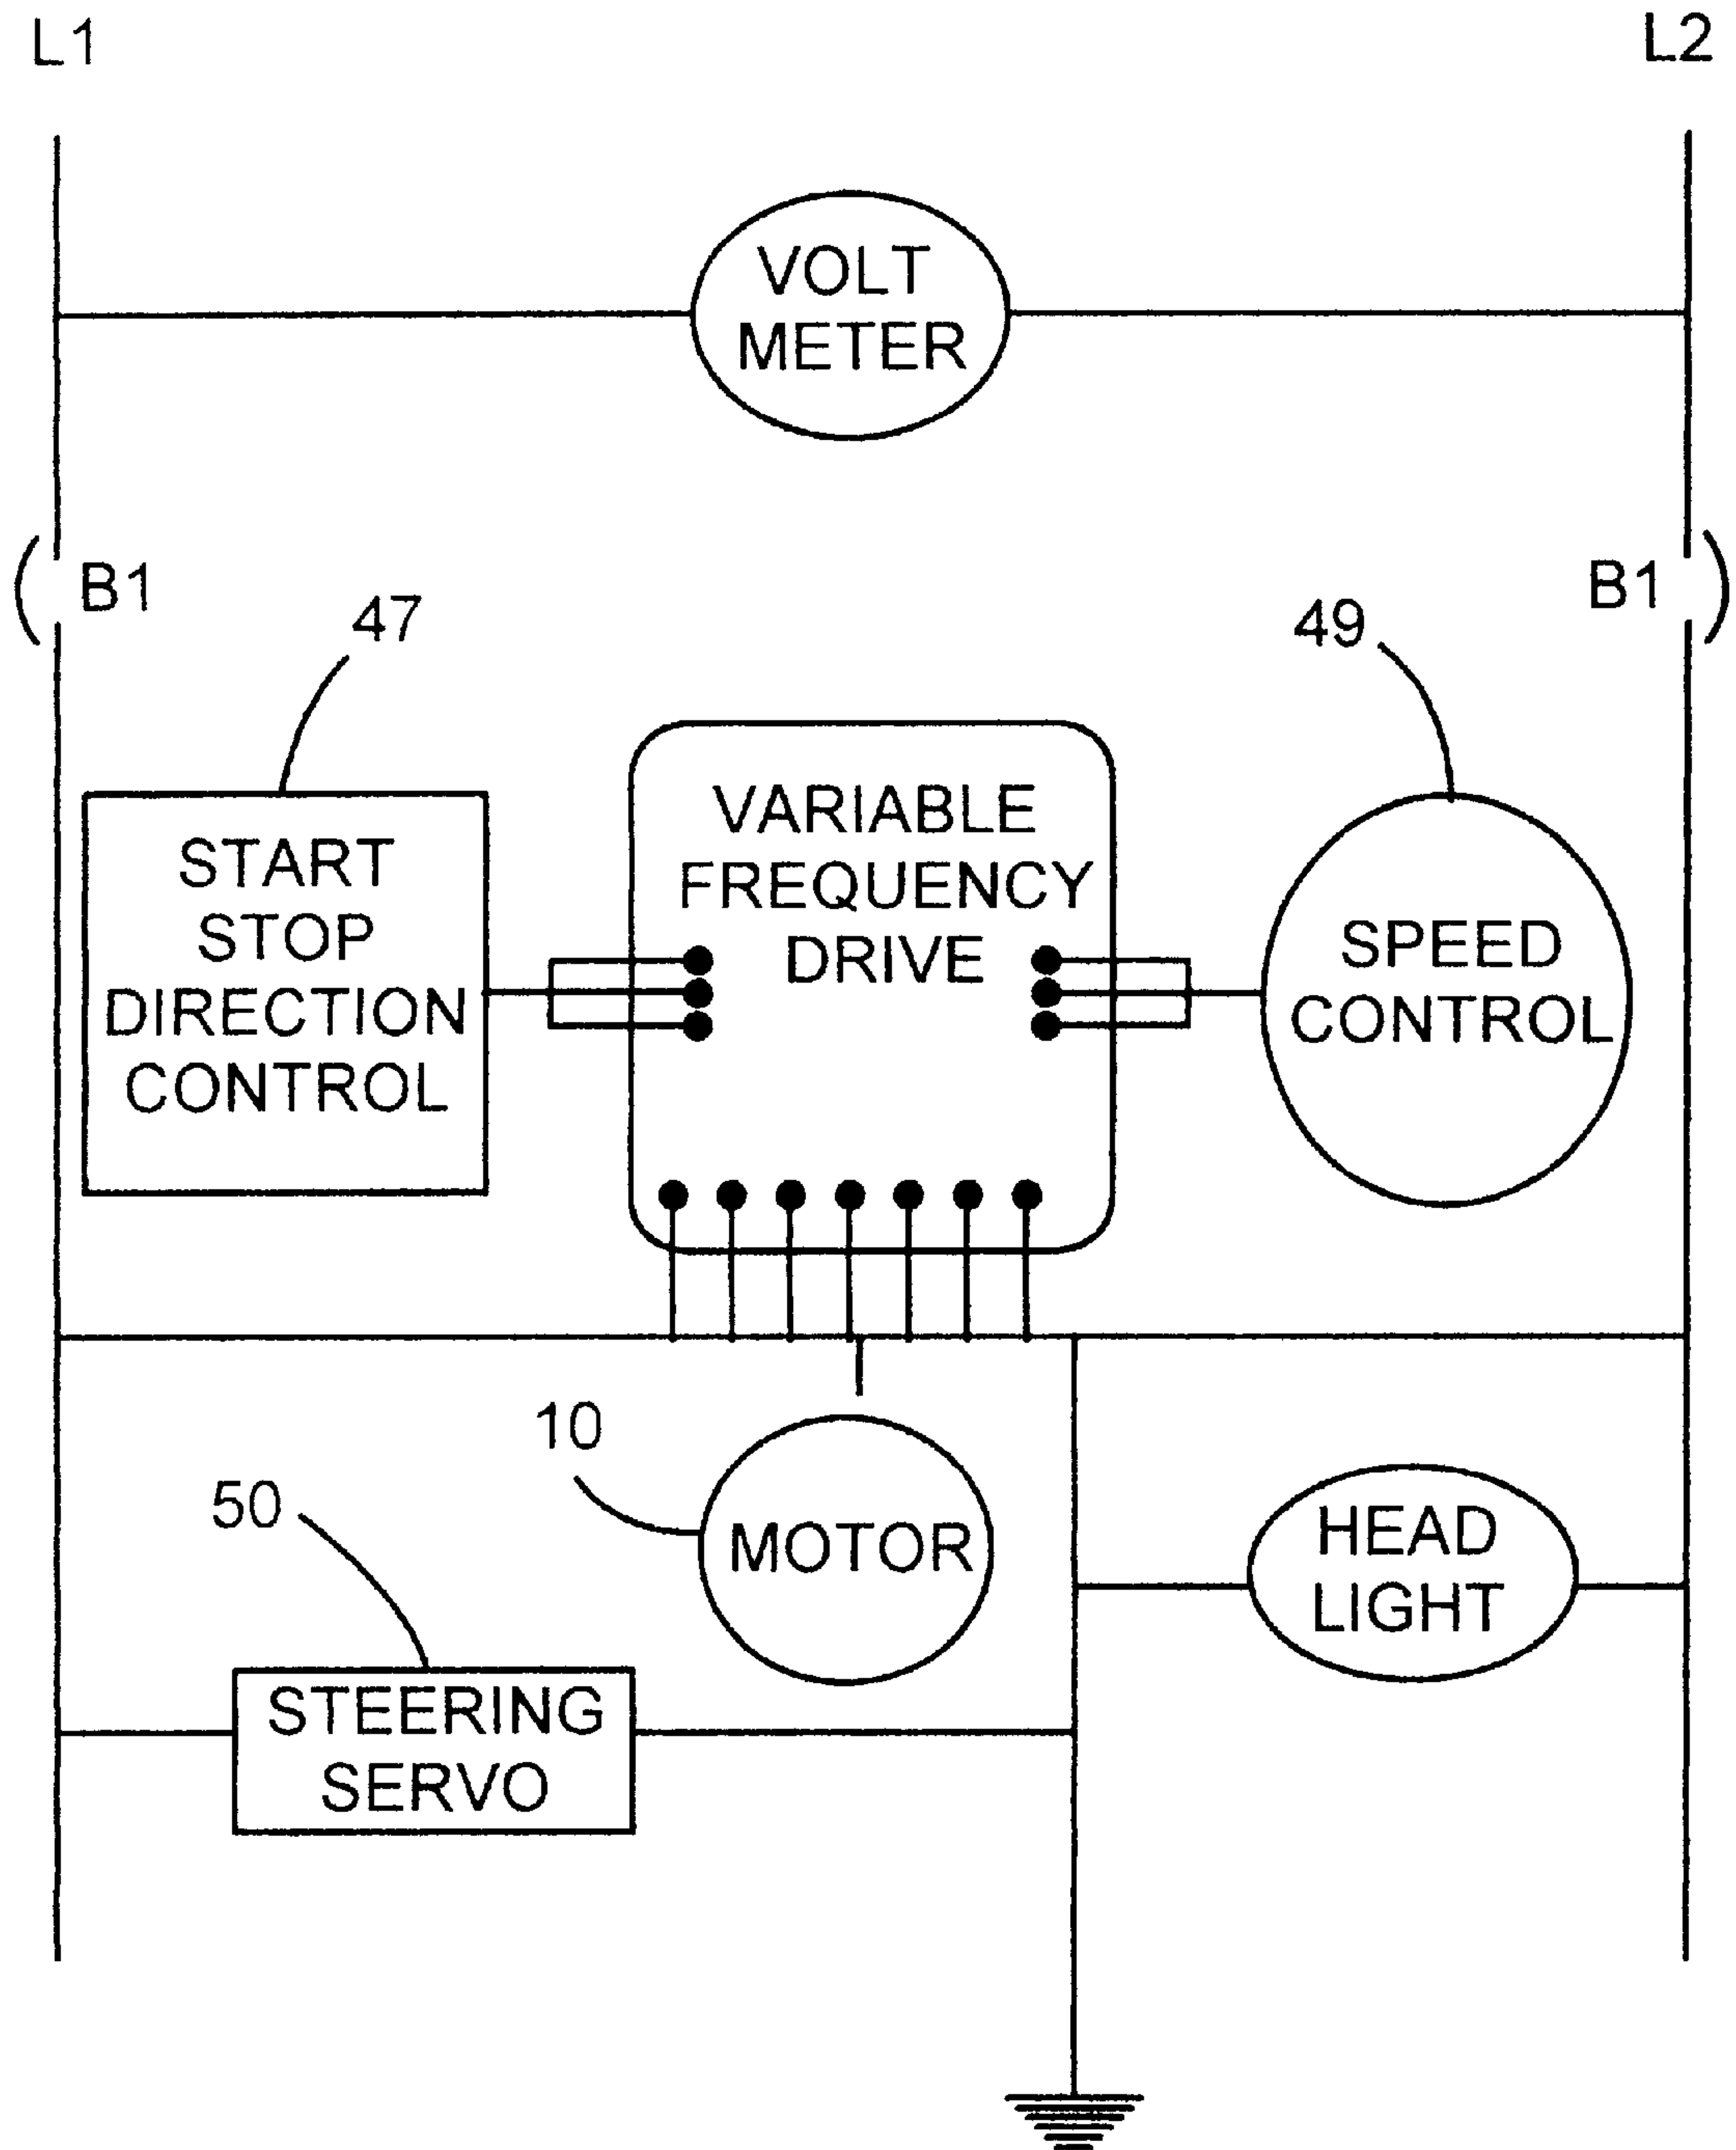 L1
L2
VOLT
METER
B1
B1
47
49
START
STOP
DIRECTION
CONTROL
VARIABLE
FREQUENCY
DRIVE
SPEED
CONTROL
10
MOTOR
50
HEAD
LIGHT
STEERING
SERVO